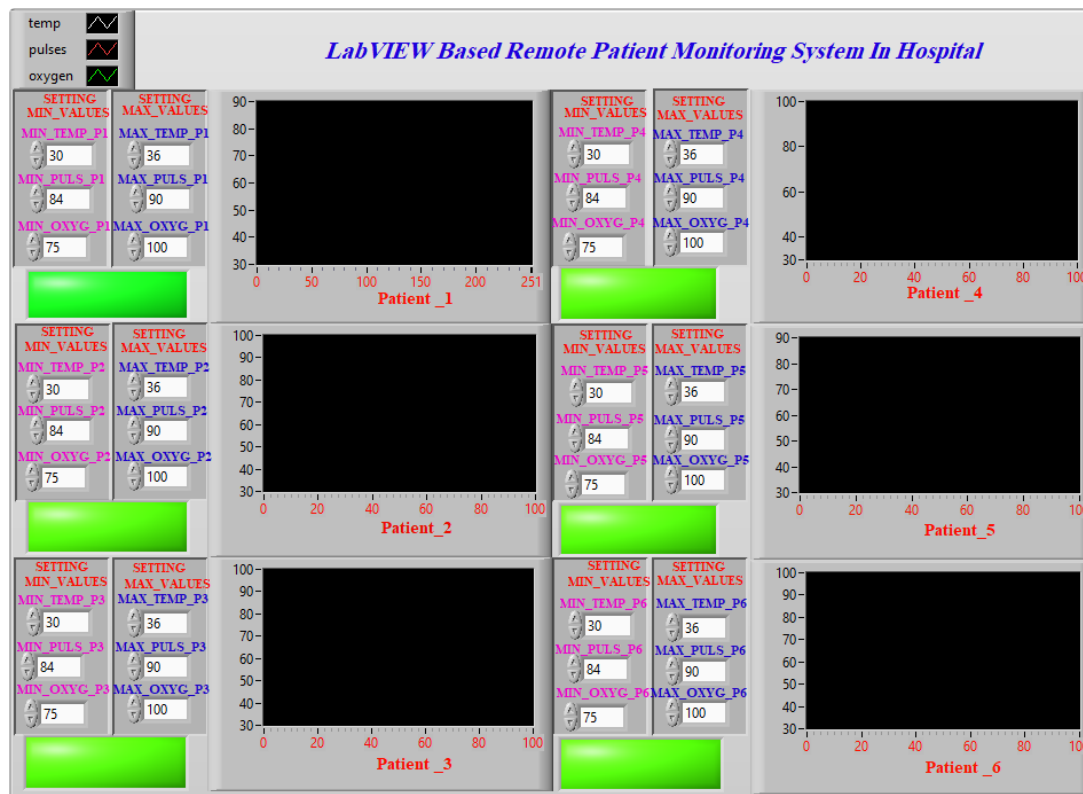 temp
pulses
oxygen
LabVIEW Based Remote Patient Monitoring System In Hospital
SETTING
MIN_VALUES
MIN_TEMP_P1
30
MIN_PULS_P1
84
MIN_OXYG_P1
75
SETTING
MAX_VALUES
MAX_TEMP_P1
36
MAX_PULS_P1
90
MAX_OXYG_P1
100
90
80
70
60
50
40
30
0 50 100 150 200 251
Patient _1
SETTING
MIN_VALUES
MIN_TEMP_P4
30
MIN_PULS_P4
84
MIN_OXYG_P4
75
SETTING
MAX_VALUES
MAX_TEMP_P4
36
MAX_PULS_P4
90
MAX_OXYG_P4
100
100
80
60
40
30
0 20 40 60 80 100
Patient _4
SETTING
MIN_VALUES
MIN_TEMP_P2
30
MIN_PULS_P2
84
MIN_OXYG_P2
75
SETTING
MAX_VALUES
MAX_TEMP_P2
36
MAX_PULS_P2
90
MAX_OXYG_P2
100
100
90
80
70
60
50
40
30
0 20 40 60 80 100
Patient_2
SETTING
MIN_VALUES
MIN_TEMP_P5
30
MIN_PULS_P5
84
MIN_OXYG_P5
75
SETTING
MAX_VALUES
MAX_TEMP_P5
36
MAX_PULS_P5
90
MAX_OXYG_P5
100
90
80
70
60
50
40
30
0 20 40 60 80 100
Patient_5
SETTING
MIN_VALUES
MIN_TEMP_P3
30
MIN_PULS_P3
84
MIN_OXYG_P3
75
SETTING
MAX_VALUES
MAX_TEMP_P3
36
MAX_PULS_P3
90
MAX_OXYG_P3
100
100
90
80
70
60
50
40
30
0 20 40 60 80 100
Patient _3
SETTING
MIN_VALUES
MIN_TEMP_P6
30
MIN_PULS_P6
84
MIN_OXYG_P6
75
SETTING
MAX_VALUES
MAX_TEMP_P6
36
MAX_PULS_P6
90
MAX_OXYG_P6
100
100
90
80
70
60
50
40
30
0 20 40 60 80 100
Patient _6